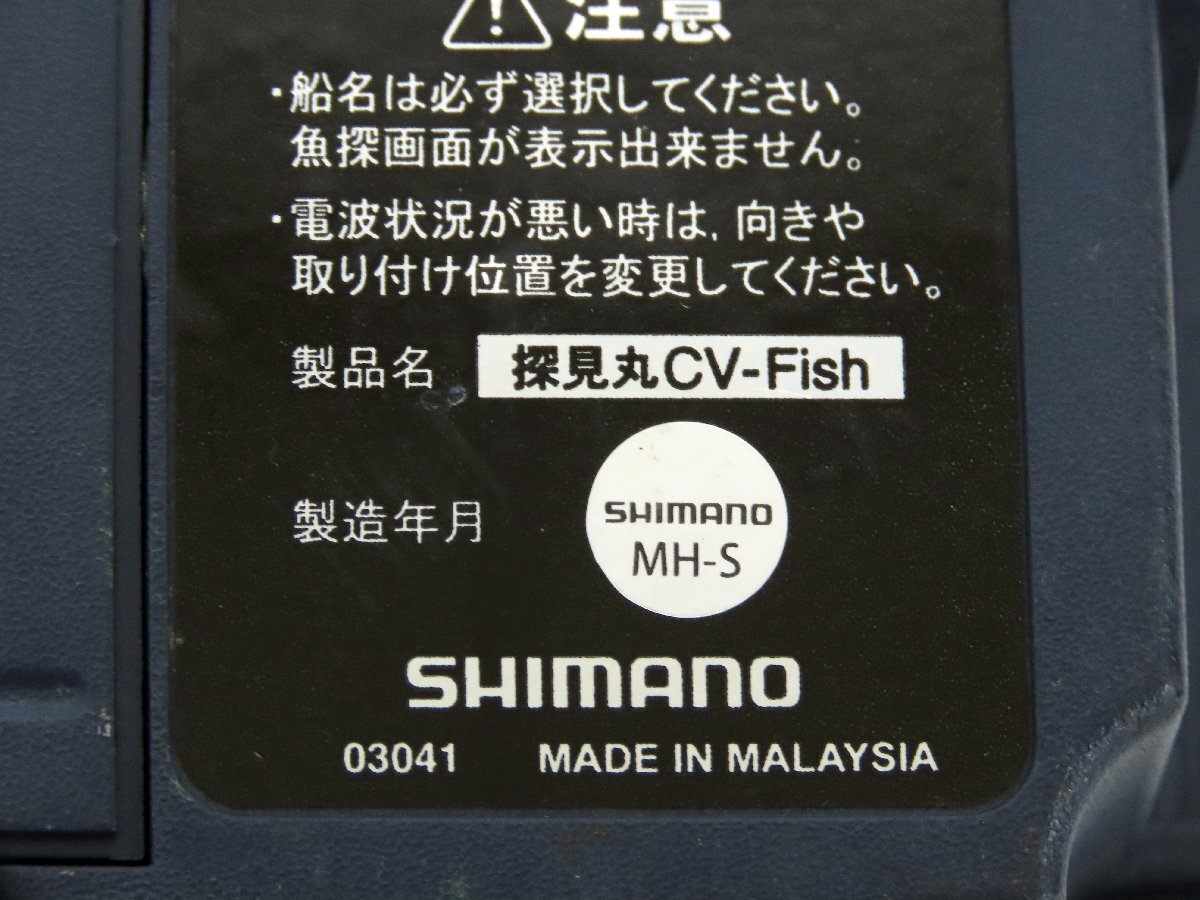 注意
・船名は必ず選択してください。
魚探画面が表示出来ません。
・電波状況が悪い時は, 向きや
取り付け位置を変更してください。
製品名 探見丸CV-Fish
製造年月 SHIMANO
MH-S
SHIMANO
03041 MADE IN MALAYSIA